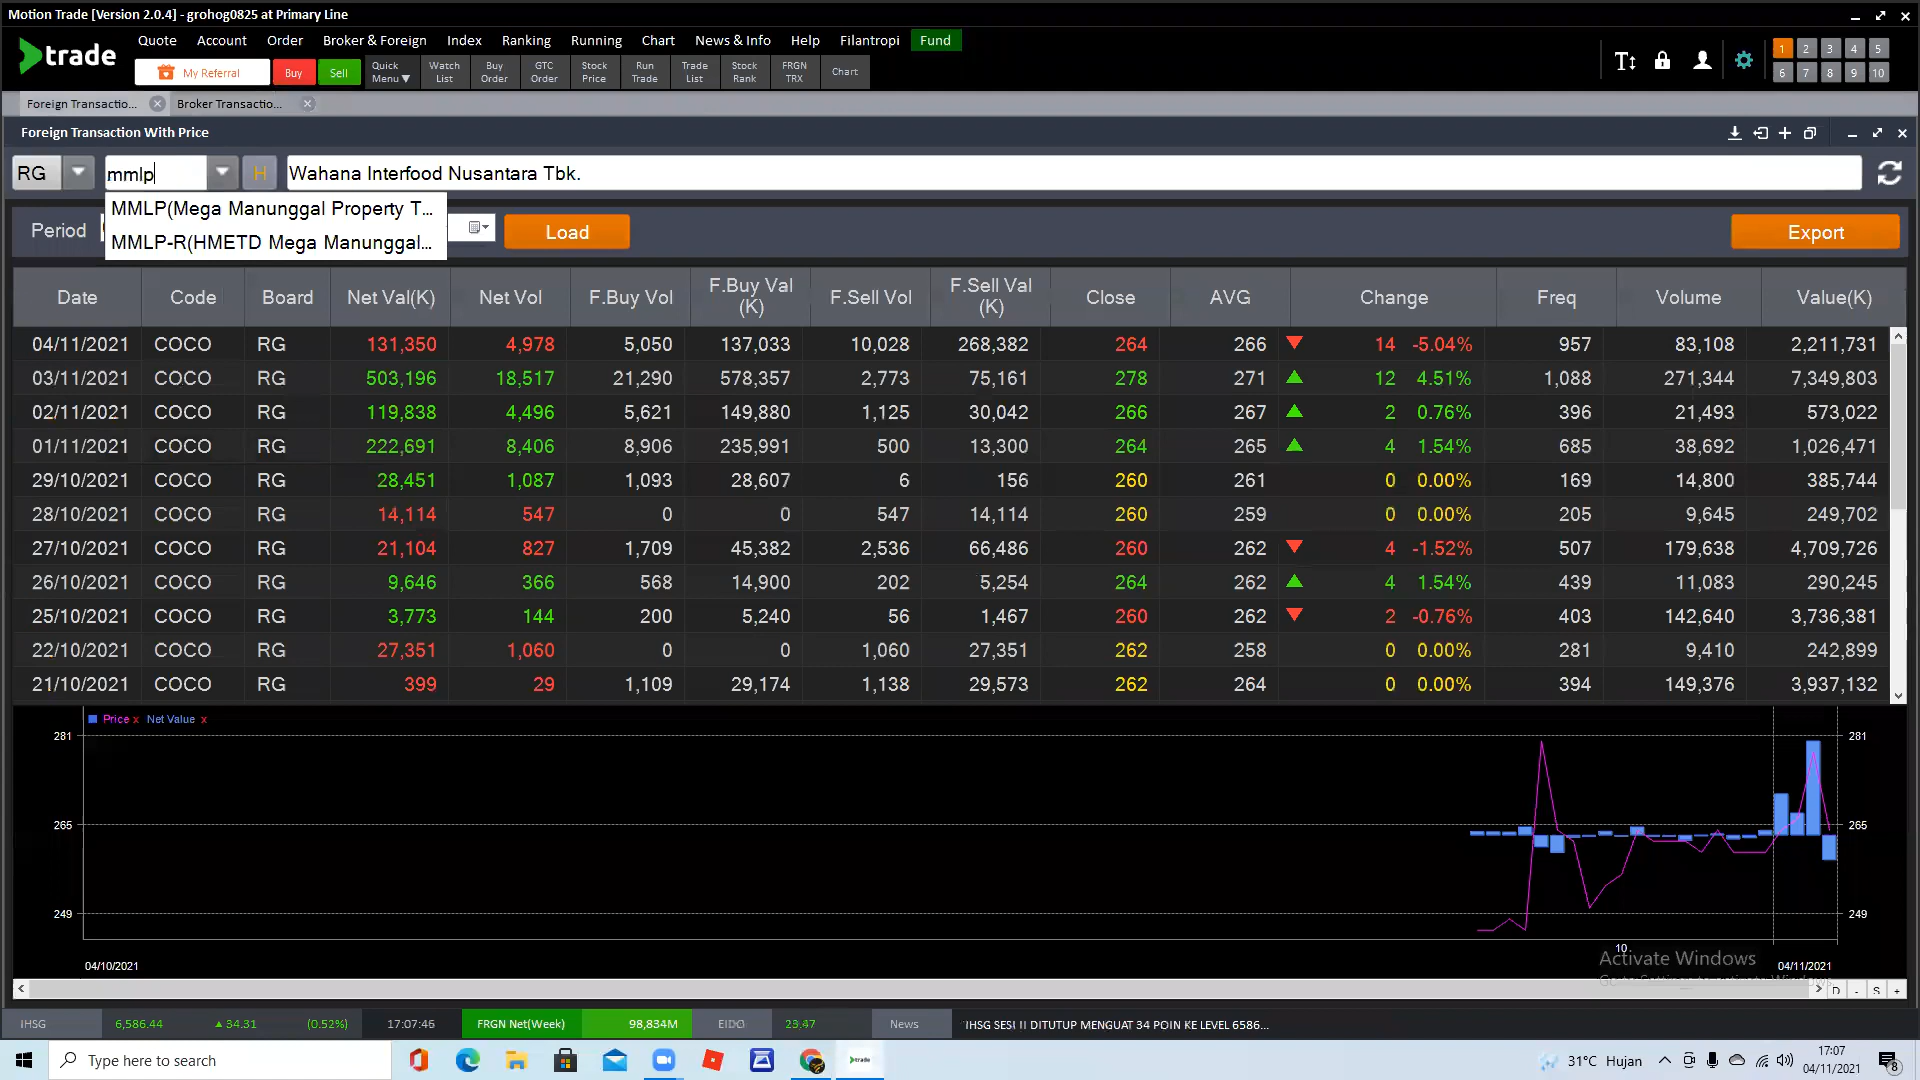 Motion Trade [Version 2.0.4] - grohog0825 at Primary Line
trade
Quote Account Order Broker & Foreign Index Ranking Running Chart News & Info Help Filantropi Fund
My Referral Buy Sell Quick Menu▼ Watch List Buy Order GTC Order Stock Price Run Trade Trade List Stock Rank FRGN TRX Chart
1 2 3 4 5
6 7 8 9 10
Foreign Transactio... Broker Transactio...
Foreign Transaction With Price
RG mmlp H Wahana Interfood Nusantara Tbk.
MMLP(Mega Manunggal Property T...
MMLP-R(HMETD Mega Manunggal...
Period Load Export
Date Code Board Net Val(K) Net Vol F.Buy Vol F.Buy Val (K) F.Sell Vol F.Sell Val (K) Close AVG Change Freq Volume Value(K)
04/11/2021 COCO RG 131,350 4,978 5,050 137,033 10,028 268,382 264 266 ▼ 14 -5.04% 957 83,108 2,211,731
03/11/2021 COCO RG 503,196 18,517 21,290 578,357 2,773 75,161 278 271 ▲ 12 4.51% 1,088 271,344 7,349,803
02/11/2021 COCO RG 119,838 4,496 5,621 149,880 1,125 30,042 266 267 ▲ 2 0.76% 396 21,493 573,022
01/11/2021 COCO RG 222,691 8,406 8,906 235,991 500 13,300 264 265 ▲ 4 1.54% 685 38,692 1,026,471
29/10/2021 COCO RG 28,451 1,087 1,093 28,607 6 156 260 261 0 0.00% 169 14,800 385,744
28/10/2021 COCO RG 14,114 547 0 0 547 14,114 260 259 0 0.00% 205 9,645 249,702
27/10/2021 COCO RG 21,104 827 1,709 45,382 2,536 66,486 260 262 ▼ 4 -1.52% 507 179,638 4,709,726
26/10/2021 COCO RG 9,646 366 568 14,900 202 5,254 264 262 ▲ 4 1.54% 439 11,083 290,245
25/10/2021 COCO RG 3,773 144 200 5,240 56 1,467 260 262 ▼ 2 -0.76% 403 142,640 3,736,381
22/10/2021 COCO RG 27,351 1,060 0 0 1,060 27,351 262 258 0 0.00% 281 9,410 242,899
21/10/2021 COCO RG 399 29 1,109 29,174 1,138 29,573 262 264 0 0.00% 394 149,376 3,937,132
Price x Net Value x
281 281
265 265
249 249
10
04/10/2021 04/11/2021
Activate Windows
D - S +
IHSG 6,586.44 ▲ 34.31 (0.52%) 17:07:45 FRGN Net(Week) 98,834M EIDO 23.47 News 'IHSG SESI II DITUTUP MENGUAT 34 POIN KE LEVEL 6586...
Type here to search
trade
31°C Hujan
17:07
04/11/2021
8